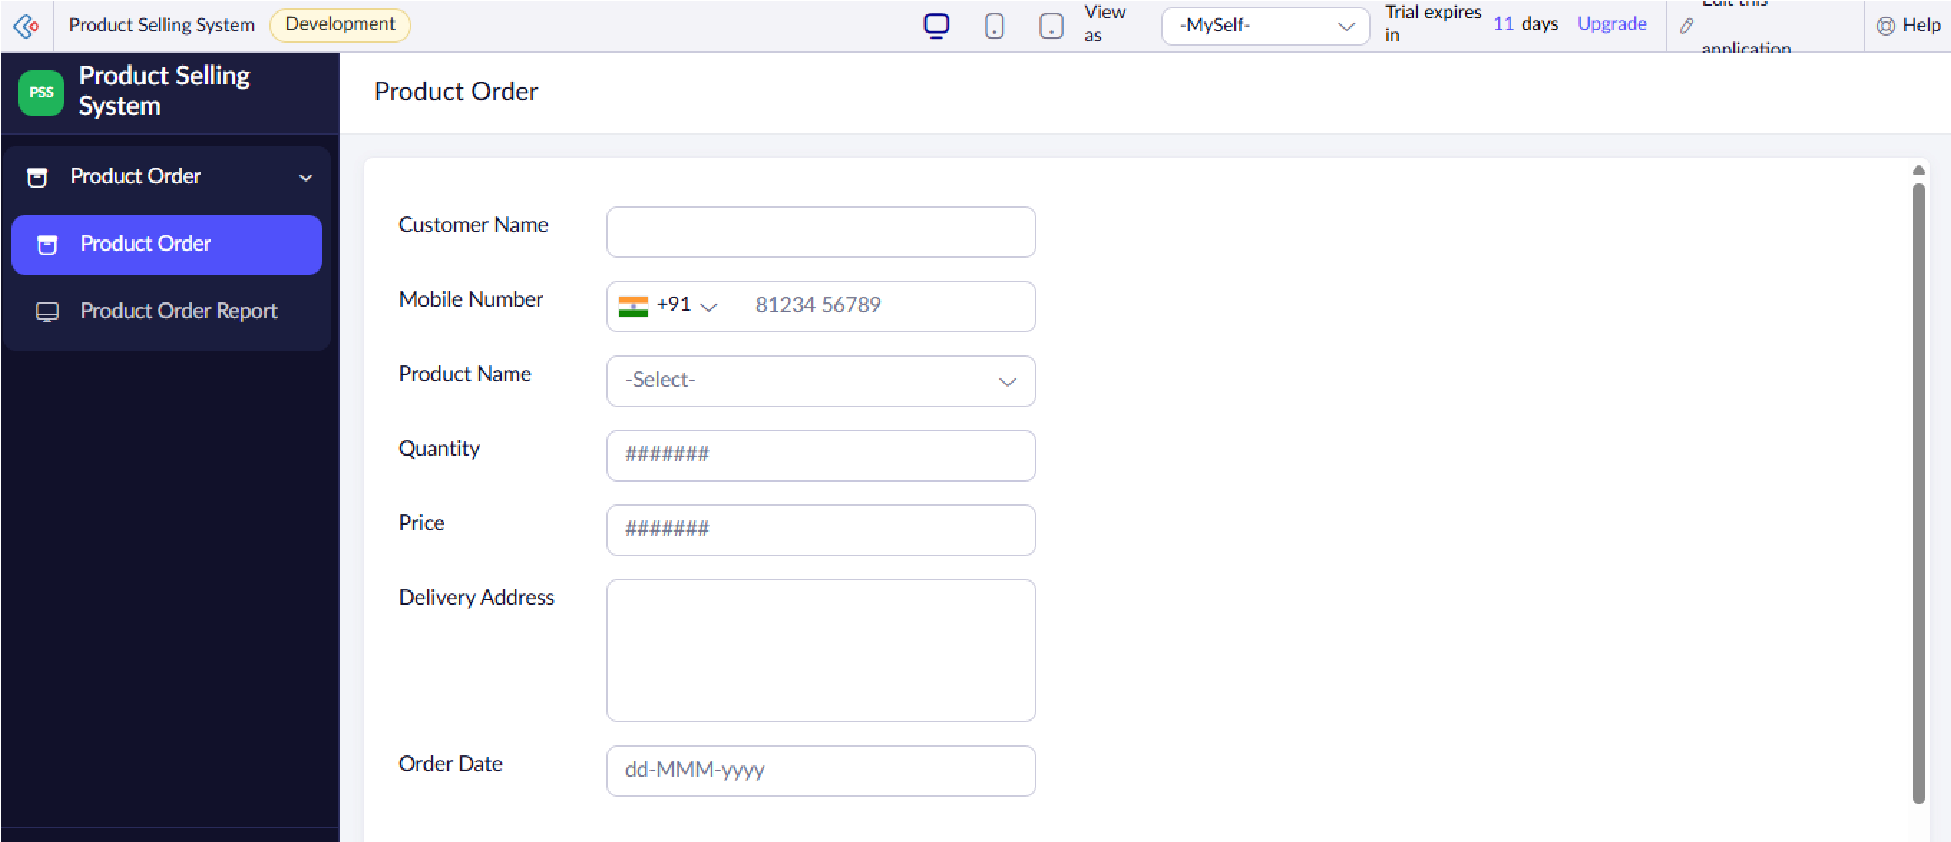 Product Selling System
Development
View
as
-MySelf-
Trial expires
in
11 days
Upgrade
Edit this
application
Help
PSS
Product Selling
System
Product Order
Product Order
Product Order Report
Product Order
Customer Name
Mobile Number
+91
81234 56789
Product Name
-Select-
Quantity
#######
Price
#######
Delivery Address
Order Date
dd-MMM-yyyy